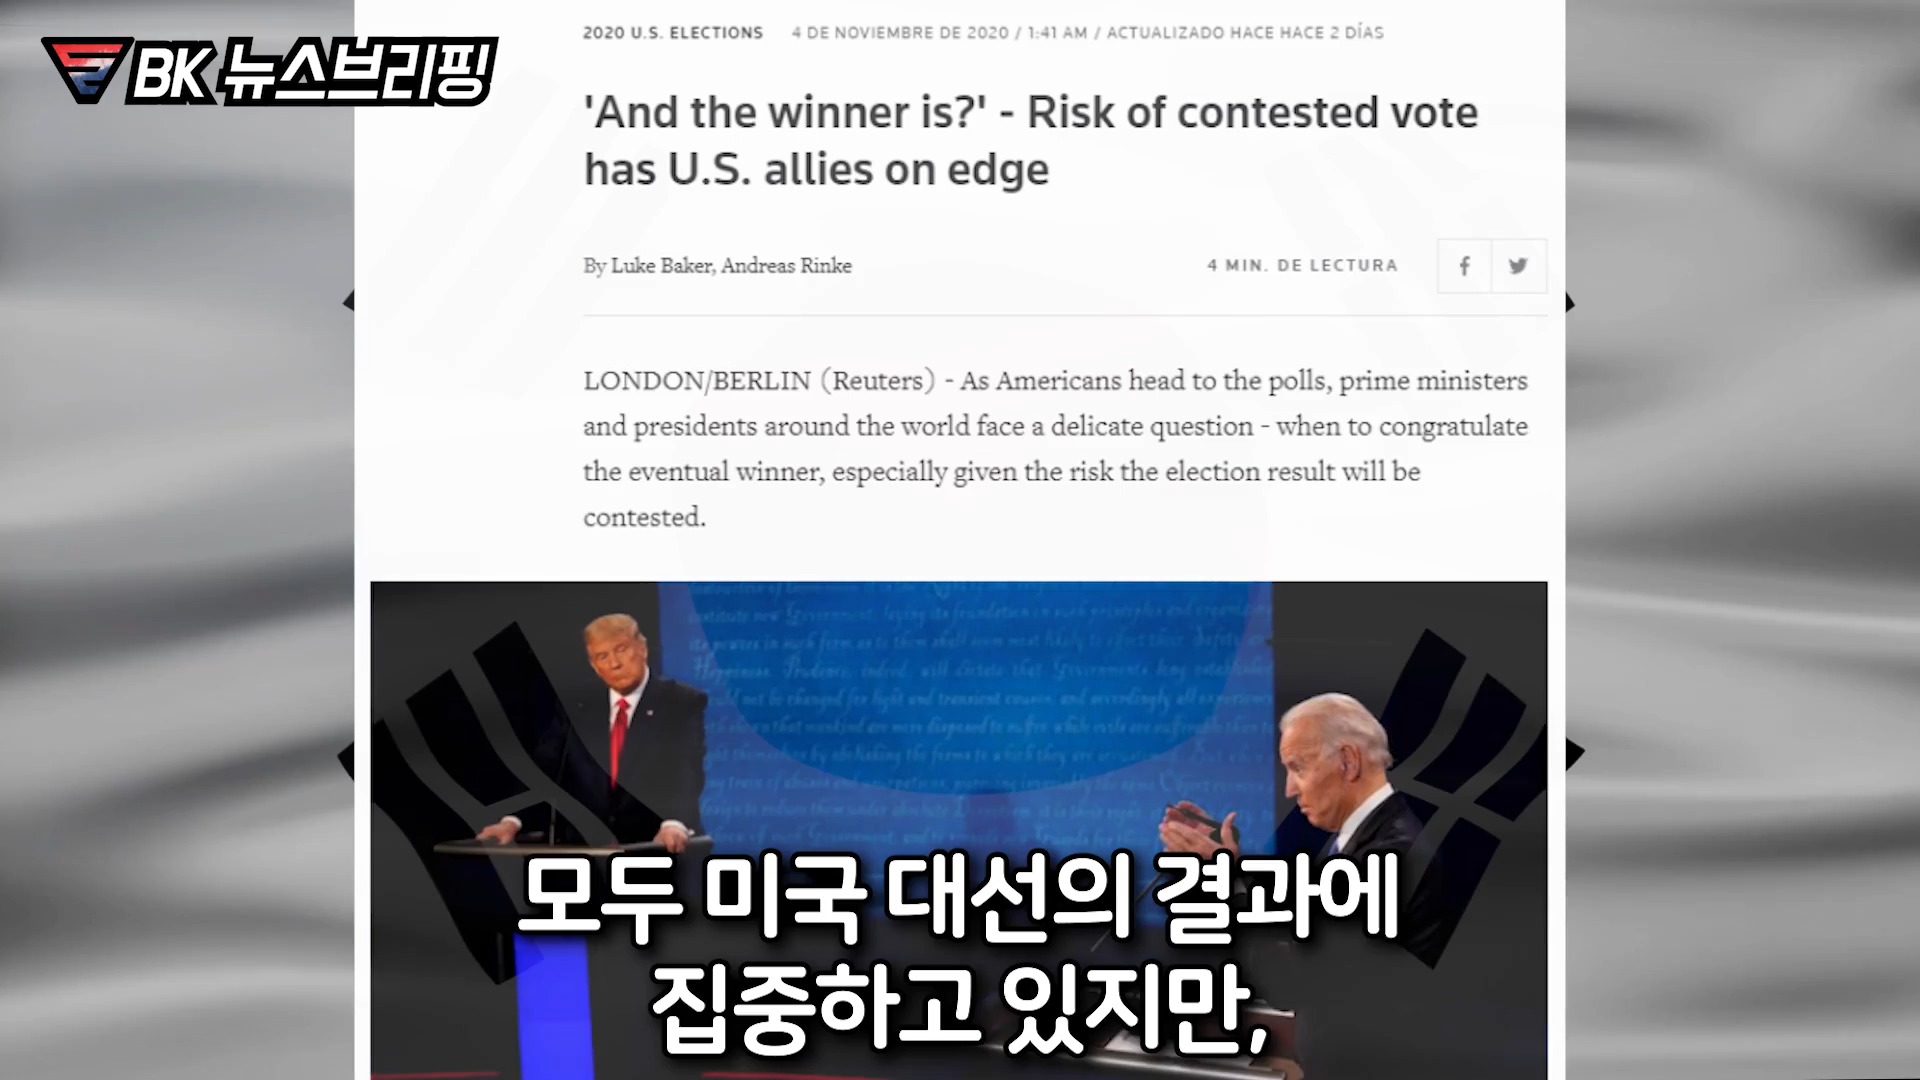 BK 뉴스브리핑
2020 U.S. ELECTIONS 4 DE NOVIEMBRE DE 2020 / 1:41 AM / ACTUALIZADO HACE HACE 2 DÍAS
'And the winner is?' - Risk of contested vote
has U.S. allies on edge
By Luke Baker, Andreas Rinke
4 MIN. DE LECTURA
LONDON/BERLIN (Reuters) - As Americans head to the polls, prime ministers
and presidents around the world face a delicate question - when to congratulate
the eventual winner, especially given the risk the election result will be
contested.
모두 미국 대선의 결과에
집중하고 있지만,